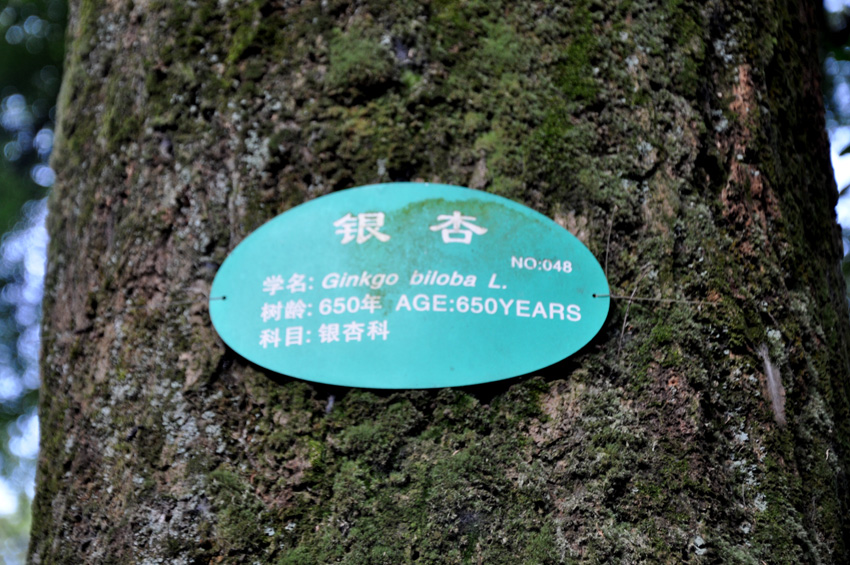 银杏
NO:048
学名: Ginkgo biloba L.
树龄: 650年 AGE:650YEARS
科目: 银杏科